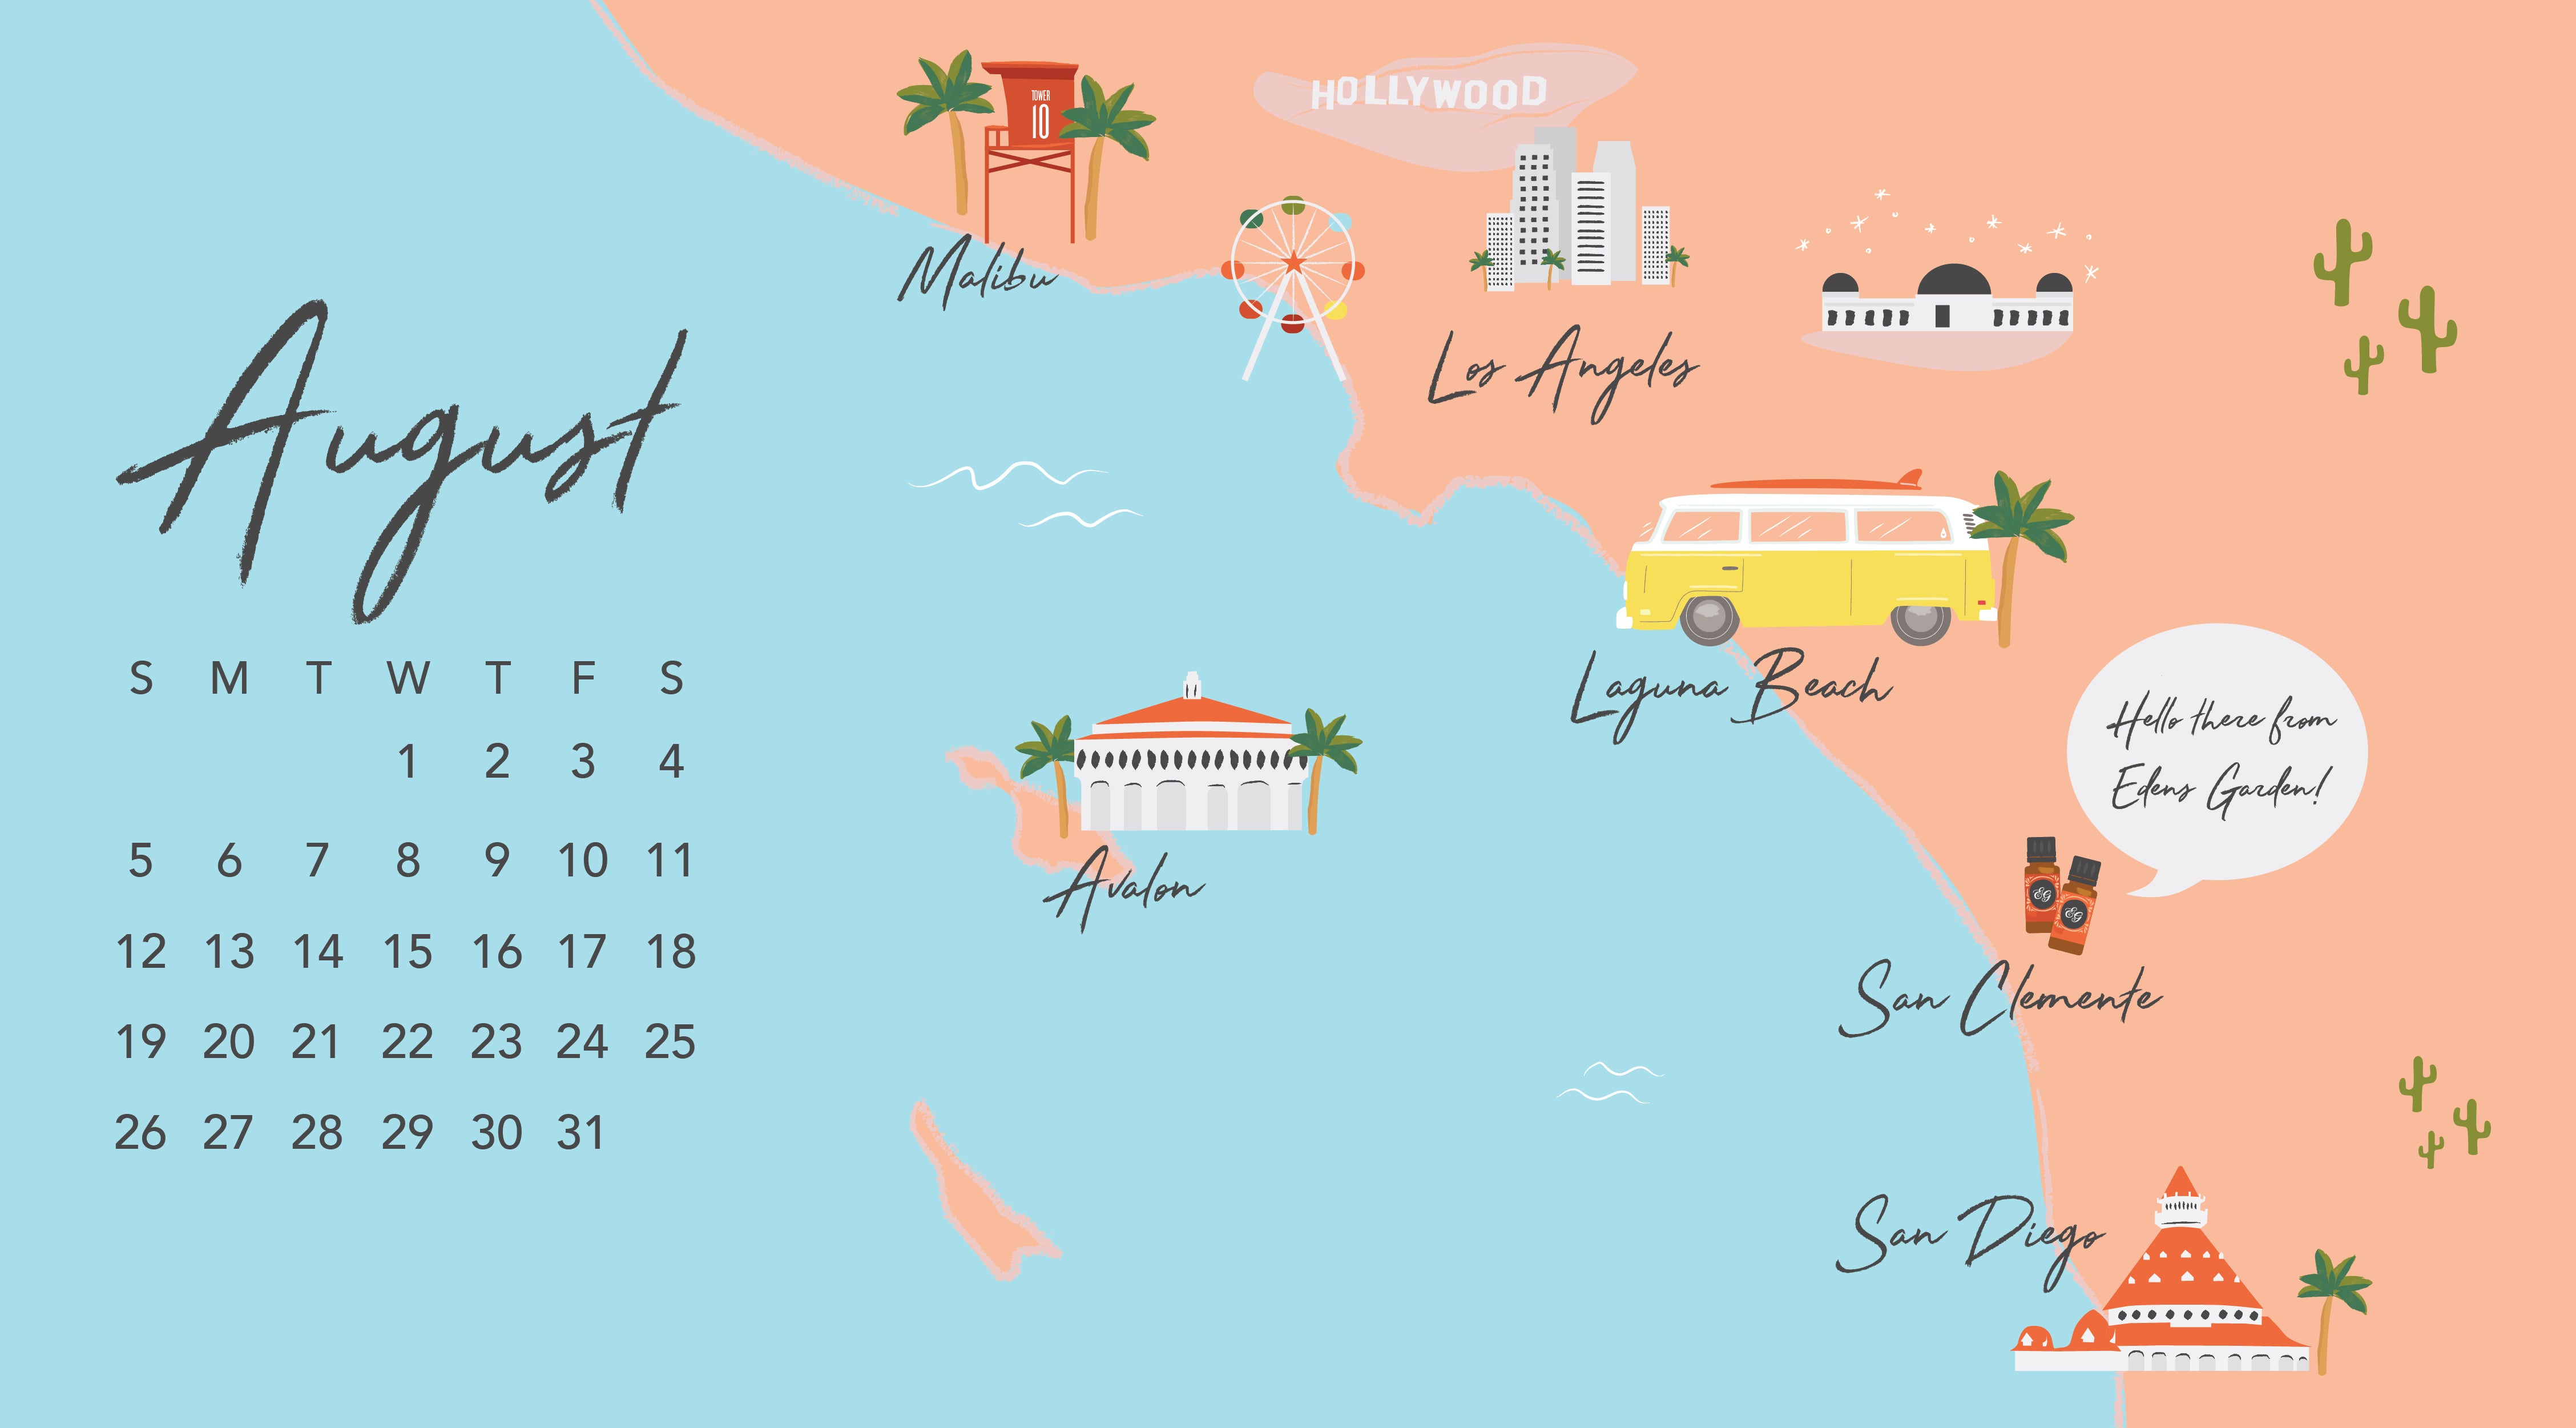 August
S M T W T F S
1 2 3 4
5 6 7 8 9 10 11
12 13 14 15 16 17 18
19 20 21 22 23 24 25
26 27 28 29 30 31
TOWER
10
Malibu
HOLLYWOOD
Los Angeles
Laguna Beach
Avalon
Hello there from
Edens Garden!
EG
EG
San Clemente
San Diego